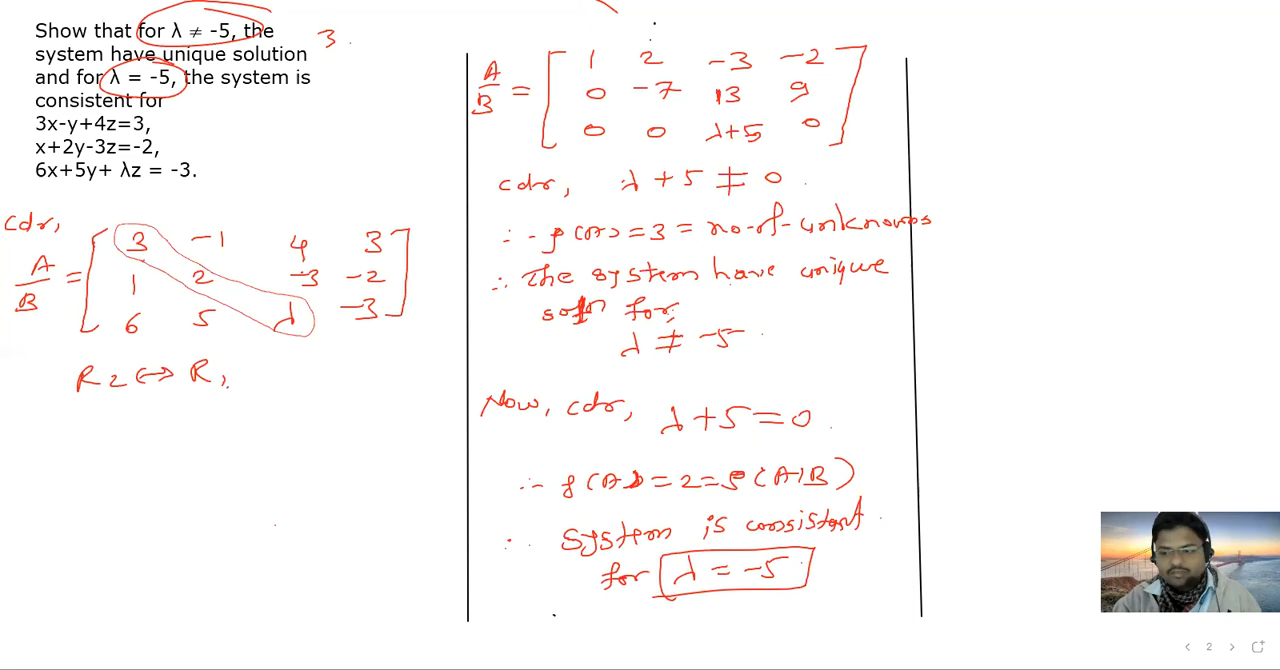 Show that for λ ≠ -5, the
system have unique solution
and for λ = -5, the system is
consistent for
3x-y+4z=3,
x+2y-3z=-2,
6x+5y+ λz = -3.
3
cdr,
A/B = [ 3 -1 4 3
1 2 -3 -2
6 5 λ -3 ]
R2 ↔ R1
A/B = [ 1 2 -3 -2
0 -7 13 9
0 0 λ+5 0 ]
cdr, λ + 5 ≠ 0
∴ ρ(A) = 3 = no-of-unknowns
∴ The system have unique
soln for,
λ ≠ -5
Now, cdr, λ+5=0
∴ ρ(A) = 2 = ρ(A|B)
∴ System is consistent
for λ = -5
2